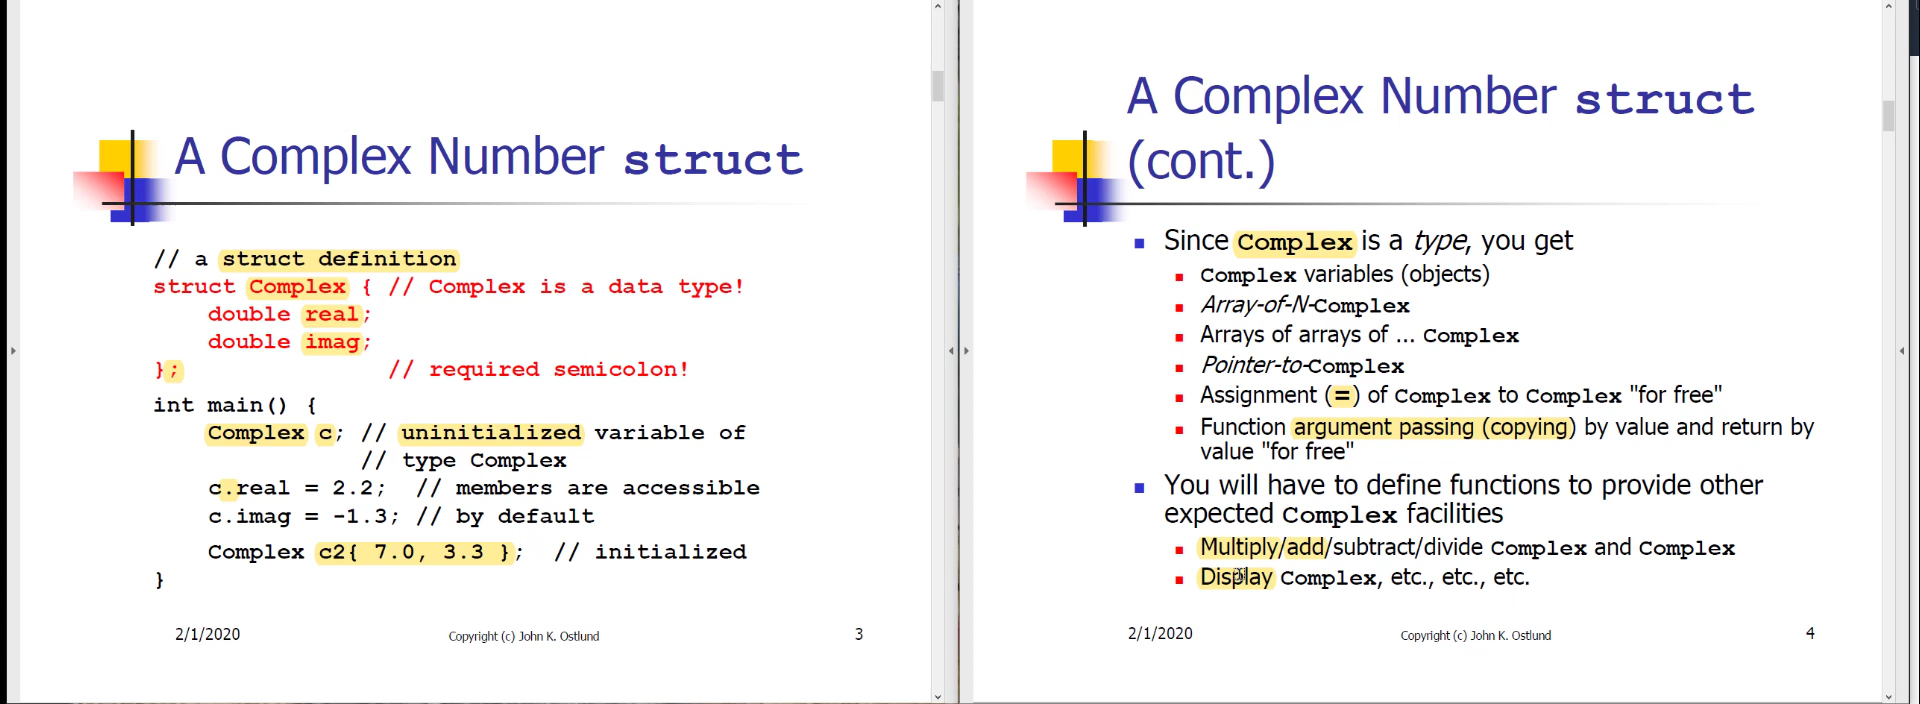 A Complex Number struct
// a struct definition
struct Complex { // Complex is a data type!
double real;
double imag;
}; // required semicolon!
int main() {
Complex c; // uninitialized variable of
// type Complex
c.real = 2.2; // members are accessible
c.imag = -1.3; // by default
Complex c2{ 7.0, 3.3 }; // initialized
}
2/1/2020 Copyright (c) John K. Ostlund 3
A Complex Number struct
(cont.)
Since Complex is a type, you get
Complex variables (objects)
Array-of-N-Complex
Arrays of arrays of ... Complex
Pointer-to-Complex
Assignment (=) of Complex to Complex "for free"
Function argument passing (copying) by value and return by
value "for free"
You will have to define functions to provide other
expected Complex facilities
Multiply/add/subtract/divide Complex and Complex
Display Complex, etc., etc., etc.
2/1/2020 Copyright (c) John K. Ostlund 4